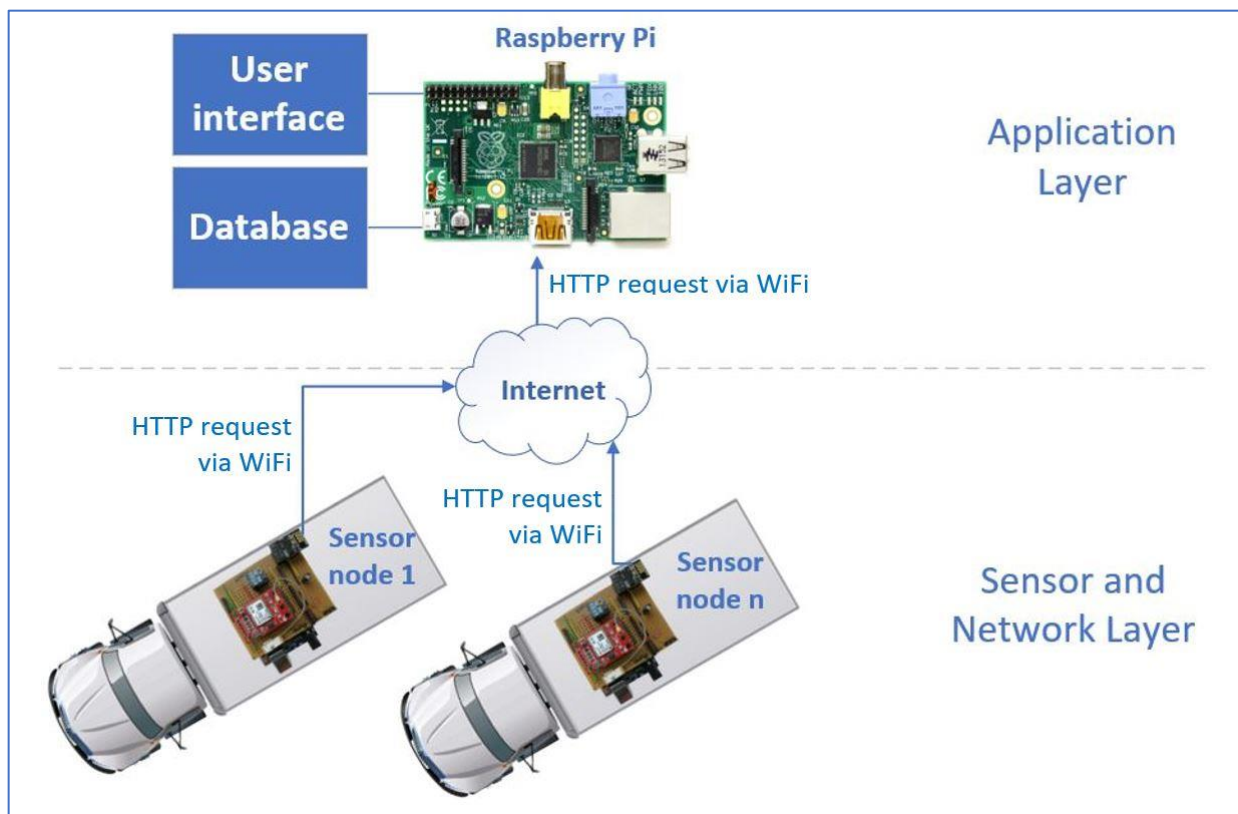 Raspberry Pi
User
interface
Database
Application
Layer
HTTP request via WiFi
Internet
HTTP request
via WiFi
HTTP request
via WiFi
Sensor
node 1
Sensor
node n
Sensor and
Network Layer